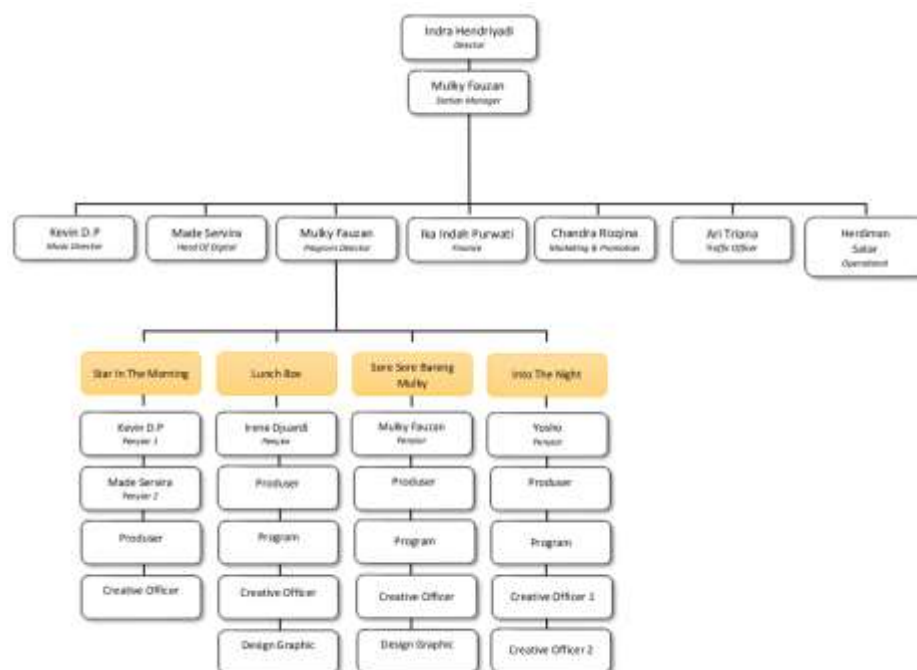 Indra Hendriyadi
Director
Mulky Fauzan
Station Manager
Kevin D.P
Music Director
Made Servira
Head Of Digital
Mulky Fauzan
Program Director
Ika Indah Purwati
Finance
Chandra Rizqina
Marketing & Promotion
Ari Triana
Traffic Officer
Herdiman
Satar
Operational
Star In The Morning
Lunch Box
Sore Sore Bareng
Mulky
Into The Night
Kevin D.P
Penyiar 1
Made Servira
Penyiar 2
Produser
Creative Officer
Irene Djuardi
Penyiar
Produser
Program
Creative Officer
Design Graphic
Mulky Fauzan
Penyiar
Produser
Program
Creative Officer
Design Graphic
Yosho
Penyiar
Produser
Program
Creative Officer 1
Creative Officer 2